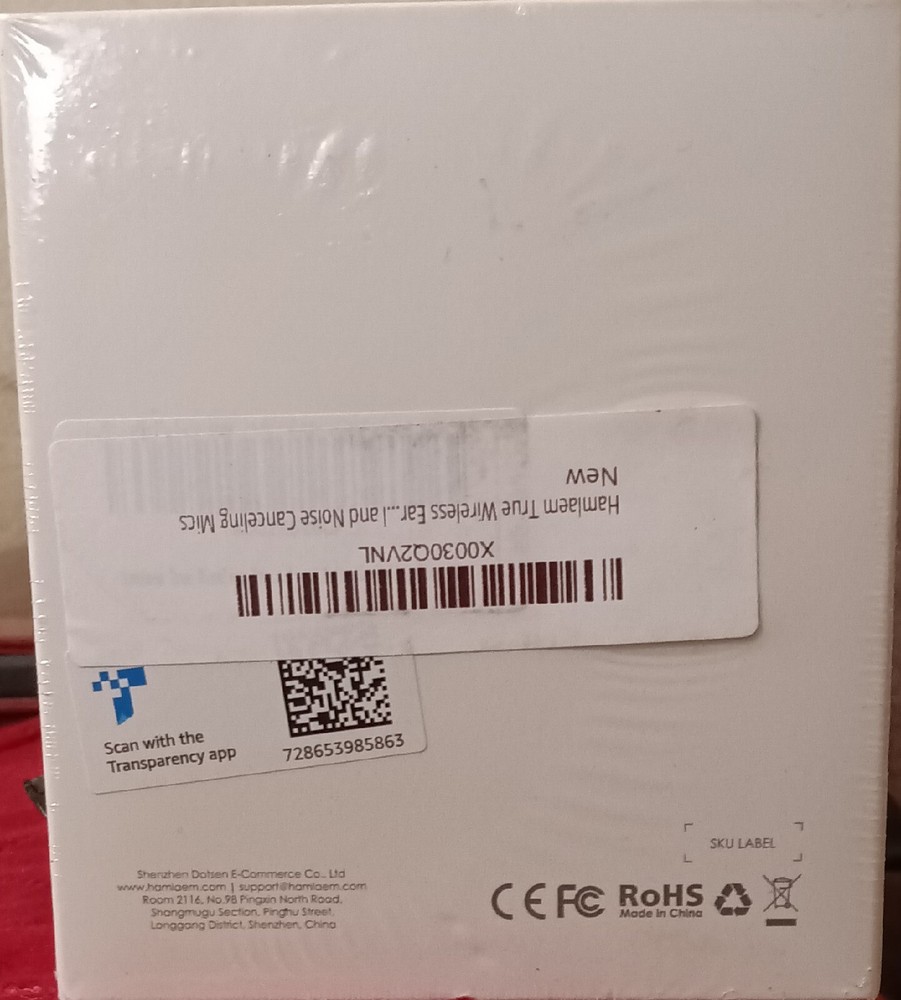 New
Hamlaem True Wireless Ear...l and Noise Canceling Mics
X0030Q2VNL
Scan with the
Transparency app
728653985863
SKU LABEL
Shenzhen Dotsen E-Commerce Co., Ltd
www.hamlaem.com | support@hamlaem.com
Room 2116, No.98 Pingxin North Road,
Shangmugu Section, Pinghu Street,
Longgang District, Shenzhen, China
CE FC RoHS
Made In China